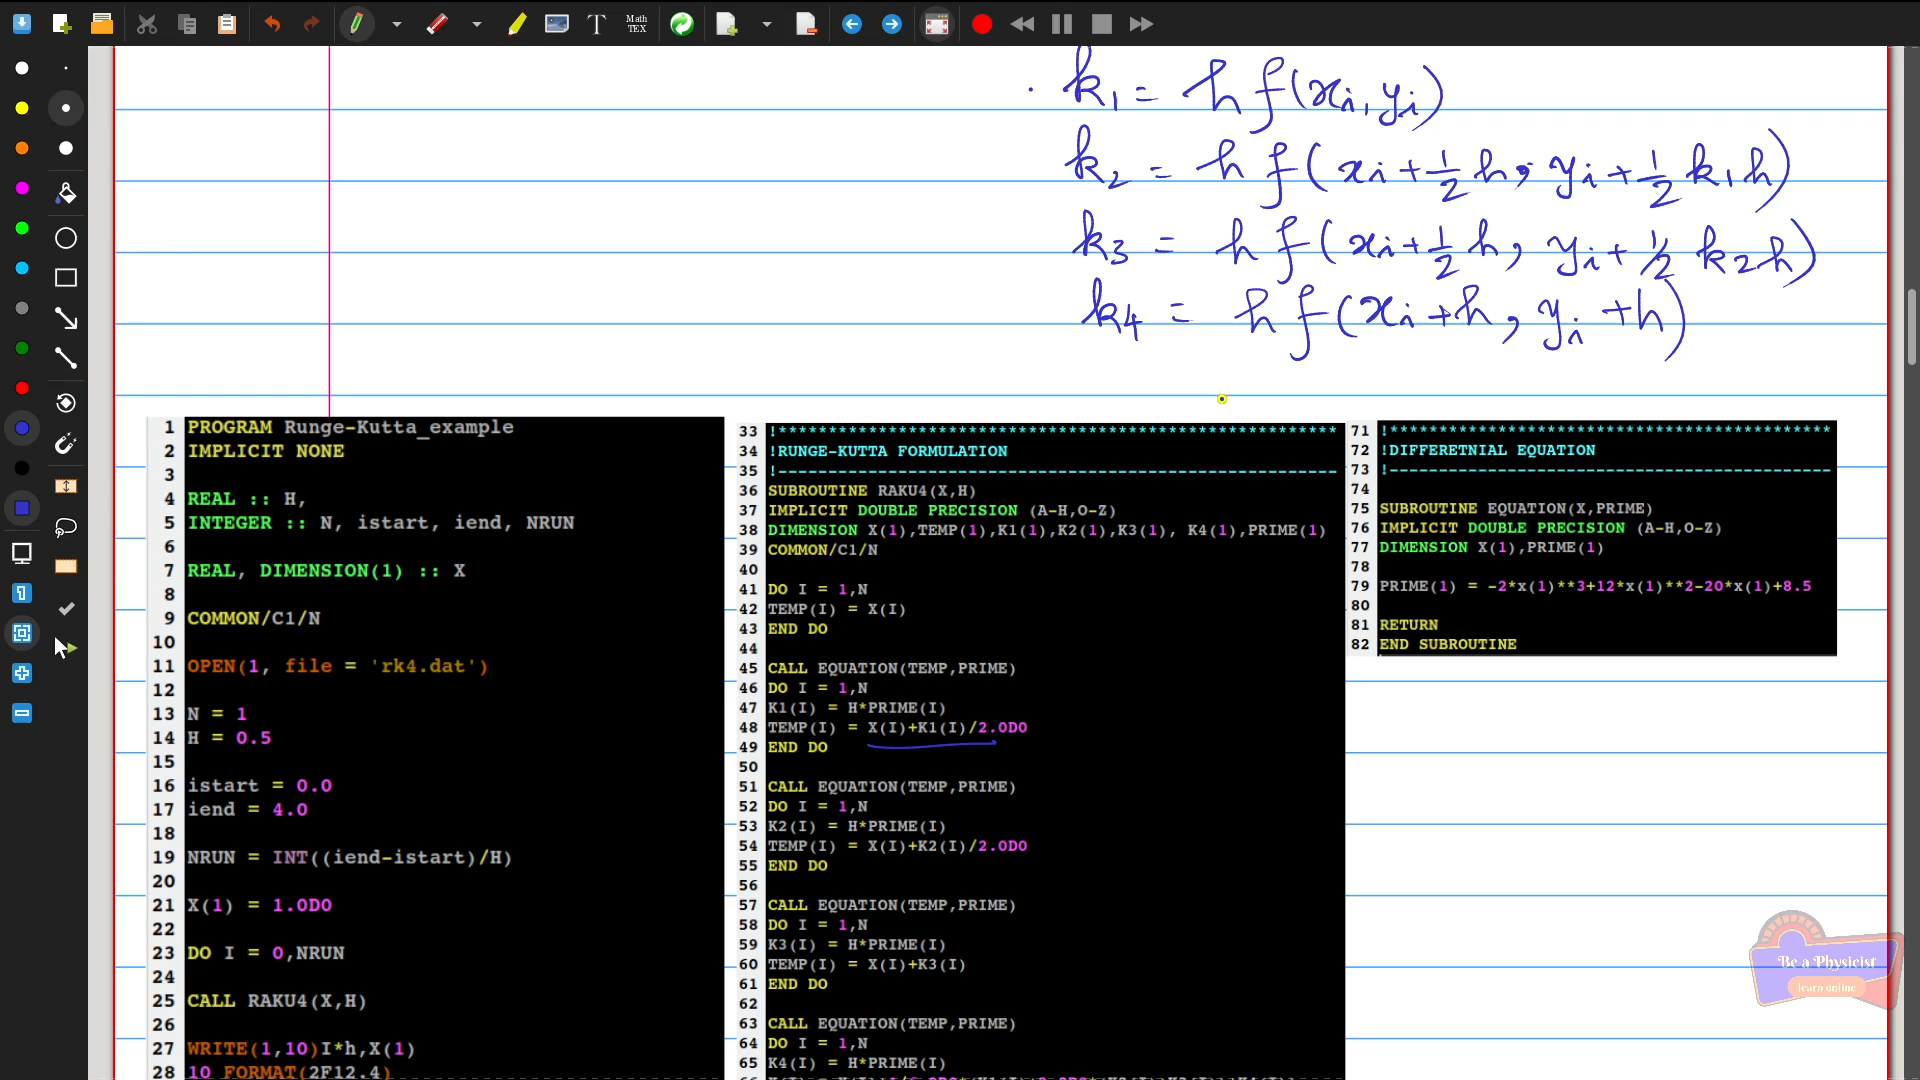 Math
TEX
k1 = h f(xi, yi)
k2 = h f(xi + 1/2 h, yi + 1/2 k1 h)
k3 = h f(xi + 1/2 h, yi + 1/2 k2 h)
k4 = h f(xi + h, yi + h)
1 PROGRAM Runge-Kutta_example
2 IMPLICIT NONE
3
4 REAL :: H,
5 INTEGER :: N, istart, iend, NRUN
6
7 REAL, DIMENSION(1) :: X
8
9 COMMON/C1/N
10
11 OPEN(1, file = 'rk4.dat')
12
13 N = 1
14 H = 0.5
15
16 istart = 0.0
17 iend = 4.0
18
19 NRUN = INT((iend-istart)/H)
20
21 X(1) = 1.0D0
22
23 DO I = 0,NRUN
24
25 CALL RAKU4(X,H)
26
27 WRITE(1,10)I*h,X(1)
28 10 FORMAT(2F12.4)
33 !*********************************************************
34 !RUNGE-KUTTA FORMULATION
35 !---------------------------------------------------------
36 SUBROUTINE RAKU4(X,H)
37 IMPLICIT DOUBLE PRECISION (A-H,O-Z)
38 DIMENSION X(1),TEMP(1),K1(1),K2(1),K3(1), K4(1),PRIME(1)
39 COMMON/C1/N
40
41 DO I = 1,N
42 TEMP(I) = X(I)
43 END DO
44
45 CALL EQUATION(TEMP,PRIME)
46 DO I = 1,N
47 K1(I) = H*PRIME(I)
48 TEMP(I) = X(I)+K1(I)/2.0D0
49 END DO
50
51 CALL EQUATION(TEMP,PRIME)
52 DO I = 1,N
53 K2(I) = H*PRIME(I)
54 TEMP(I) = X(I)+K2(I)/2.0D0
55 END DO
56
57 CALL EQUATION(TEMP,PRIME)
58 DO I = 1,N
59 K3(I) = H*PRIME(I)
60 TEMP(I) = X(I)+K3(I)
61 END DO
62
63 CALL EQUATION(TEMP,PRIME)
64 DO I = 1,N
65 K4(I) = H*PRIME(I)
71 !*********************************************
72 !DIFFERETNIAL EQUATION
73 !---------------------------------------------
74
75 SUBROUTINE EQUATION(X,PRIME)
76 IMPLICIT DOUBLE PRECISION (A-H,O-Z)
77 DIMENSION X(1),PRIME(1)
78
79 PRIME(1) = -2*x(1)**3+12*x(1)**2-20*x(1)+8.5
80
81 RETURN
82 END SUBROUTINE
Be a Physicist
learn online